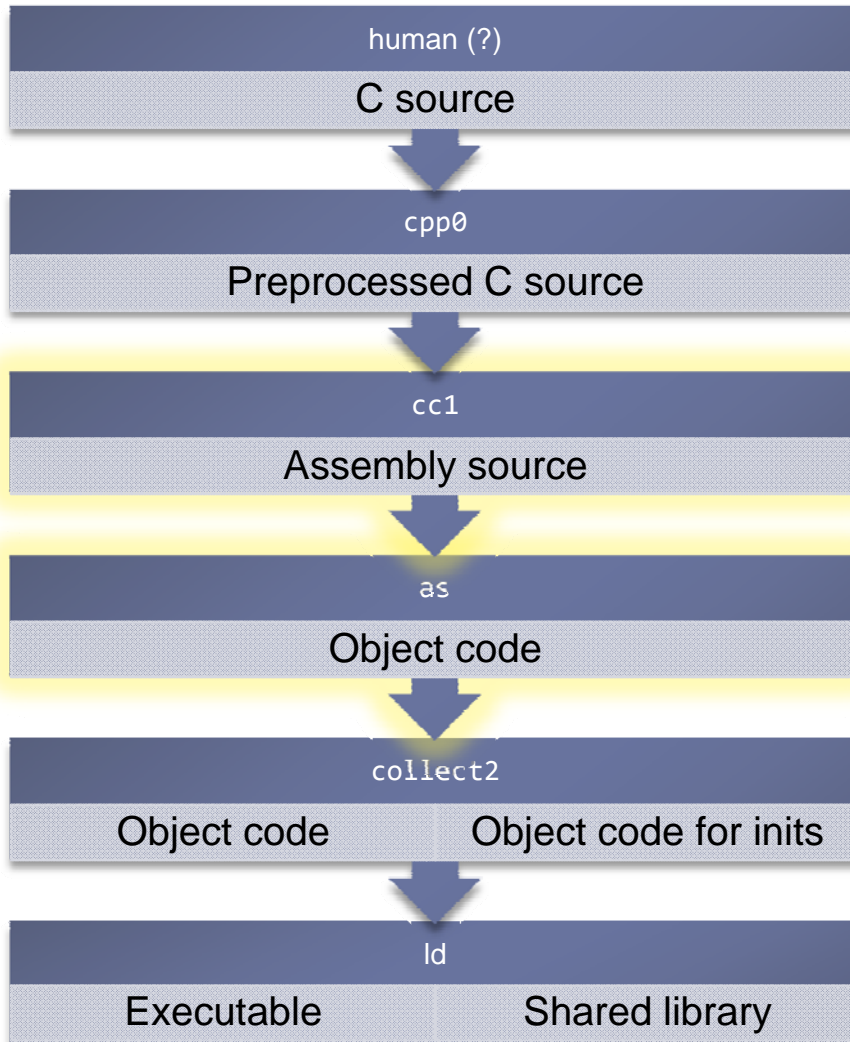 human (?)
C source
cpp0
Preprocessed C source
cc1
Assembly source
as
Object code
collect2
Object code Object code for inits
ld
Executable Shared library